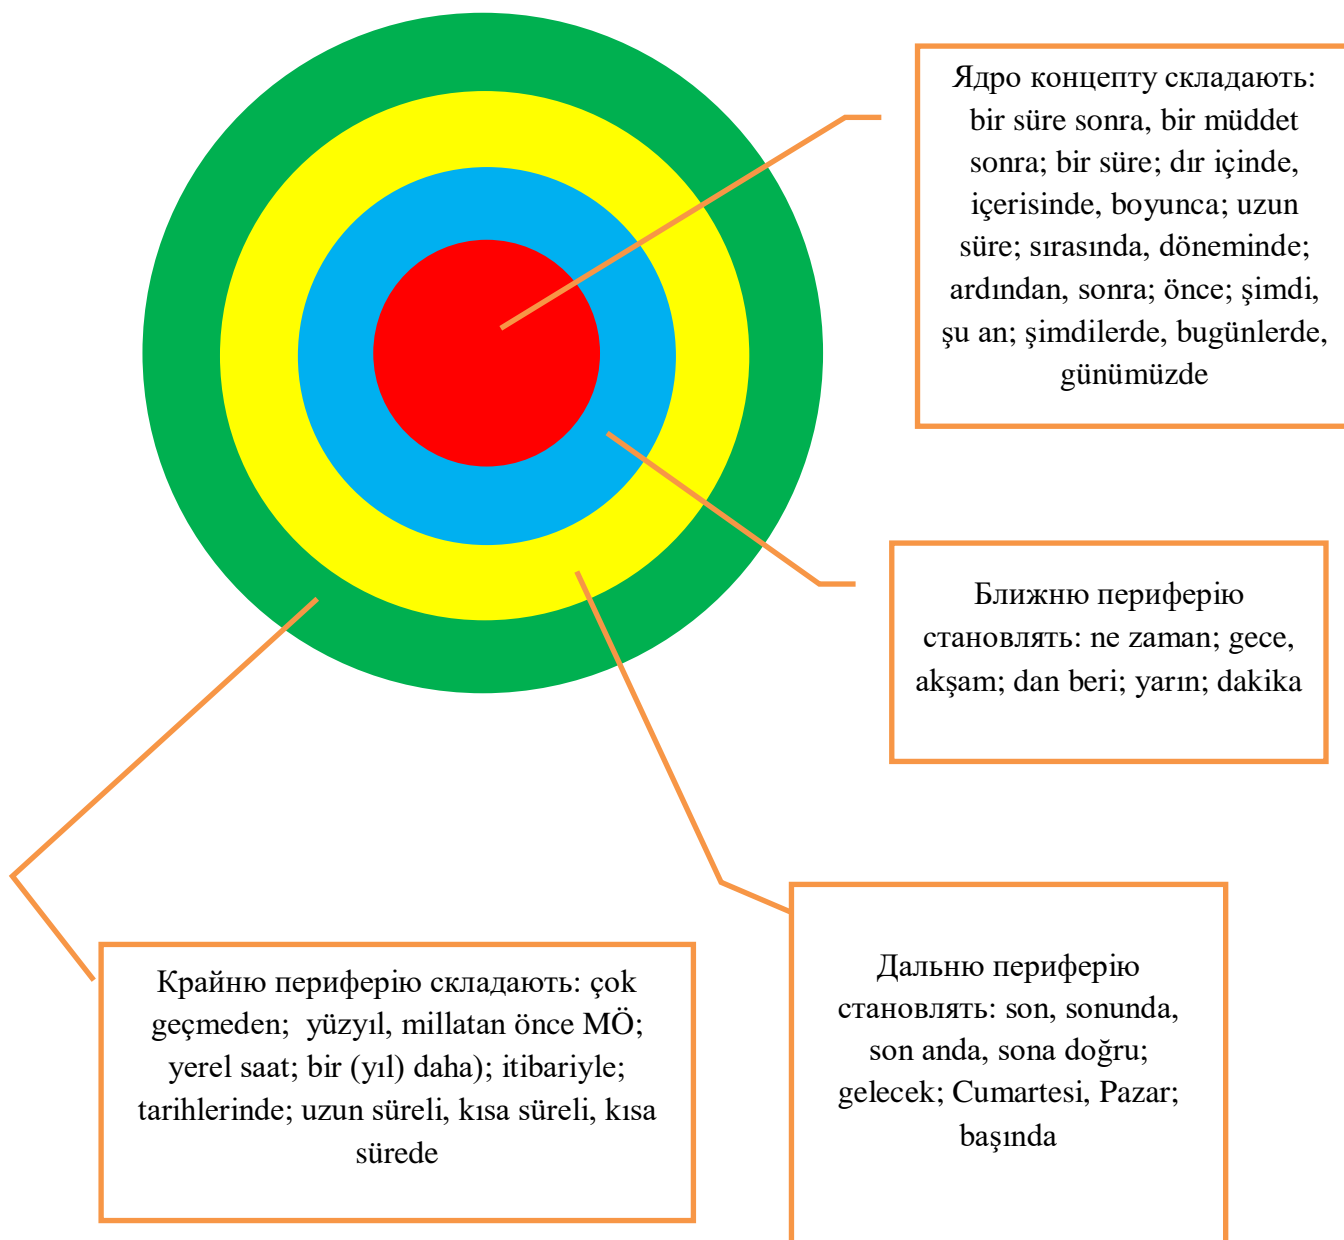 Ядро концепту складають:
bir süre sonra, bir müddet
sonra; bir süre; dır içinde,
içerisinde, boyunca; uzun
süre; sırasında, döneminde;
ardından, sonra; önce; şimdi,
şu an; şimdilerde, bugünlerde,
günümüzde
Ближню периферію
становлять: ne zaman; gece,
akşam; dan beri; yarın; dakika
Дальню периферію
становлять: son, sonunda,
son anda, sona doğru;
gelecek; Cumartesi, Pazar;
başında
Крайню периферію складають: çok
geçmeden;  yüzyıl, millatan önce MÖ;
yerel saat; bir (yıl) daha); itibariyle;
tarihlerinde; uzun süreli, kısa süreli, kısa
sürede